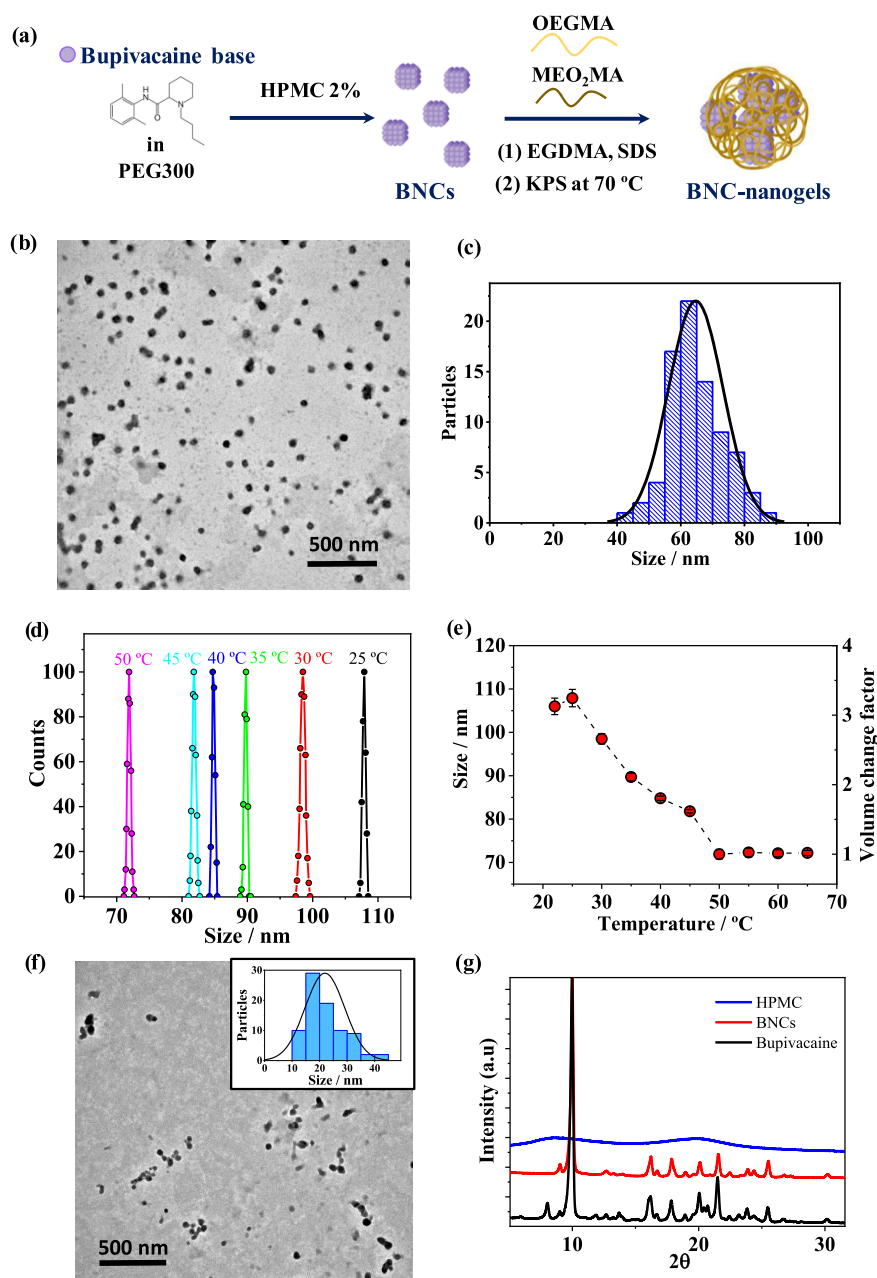 (a)
Bupivacaine base
H
N
O
N
in
PEG300
HPMC 2%
BNCs
OEGMA
MEO₂MA
(1) EGDMA, SDS
(2) KPS at 70 ºC
BNC-nanogels
(b)
500 nm
(c)
Particles
20
15
10
5
0
0 20 40 60 80 100
Size / nm
(d)
50 ºC 45 ºC 40 ºC 35 ºC 30 ºC 25 ºC
Counts
100
80
60
40
20
0
70 80 90 100 110
Size / nm
(e)
Size / nm
120
110
100
90
80
70
20 30 40 50 60 70
Temperature / ºC
4
3
2
1
Volume change factor
(f)
Particles
30
20
10
0
0 10 20 30 40
Size / nm
500 nm
(g)
Intensity (a.u)
HPMC
BNCs
Bupivacaine
10 20 30
2θ